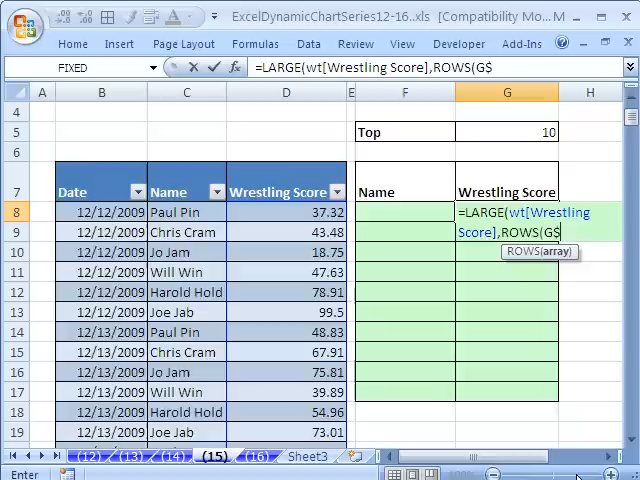 ExcelDynamicChartSeries12-16..xls [Compatibility Mo...
Home Insert Page Layout Formulas Data Review View Add-Ins
FIXED =LARGE(wt[Wrestling Score],ROWS(G$
A B C D E F G H
4
5 Top 10
6
7 Date Name Wrestling Score Name Wrestling Score
8 12/12/2009 Paul Pin 37.32 =LARGE(wt[Wrestling
9 12/12/2009 Chris Cram 43.48 Score],ROWS(G$
10 12/12/2009 Jo Jam 18.75 ROWS(array)
11 12/12/2009 Will Win 47.63
12 12/12/2009 Harold Hold 78.91
13 12/12/2009 Joe Jab 99.5
14 12/13/2009 Paul Pin 48.83
15 12/13/2009 Chris Cram 67.91
16 12/13/2009 Jo Jam 75.81
17 12/13/2009 Will Win 39.89
18 12/13/2009 Harold Hold 54.96
19 12/13/2009 Joe Jab 73.01
(12) (13) (14) (15) (16) Sheet3
Enter 100%